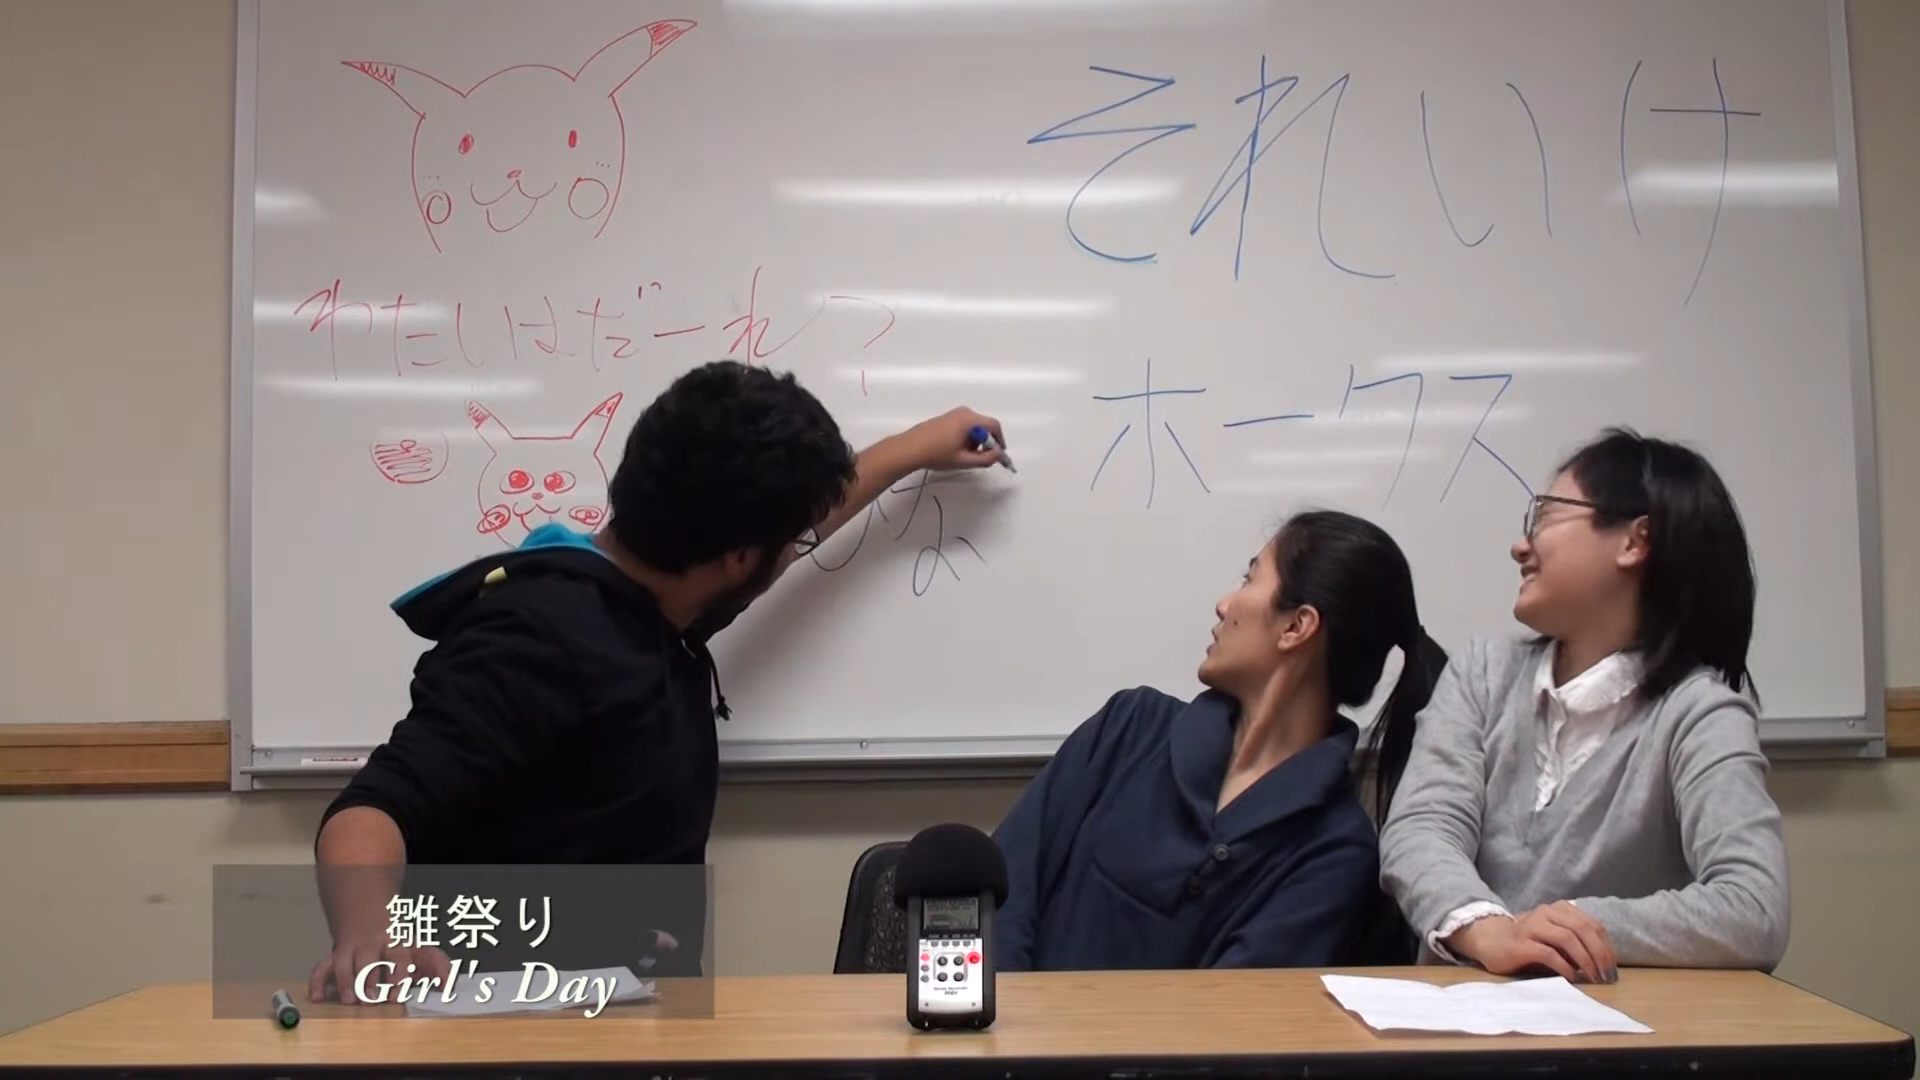 わたしはだーれ?
それいけ
ホークス
ひな
雛祭り
Girl's Day